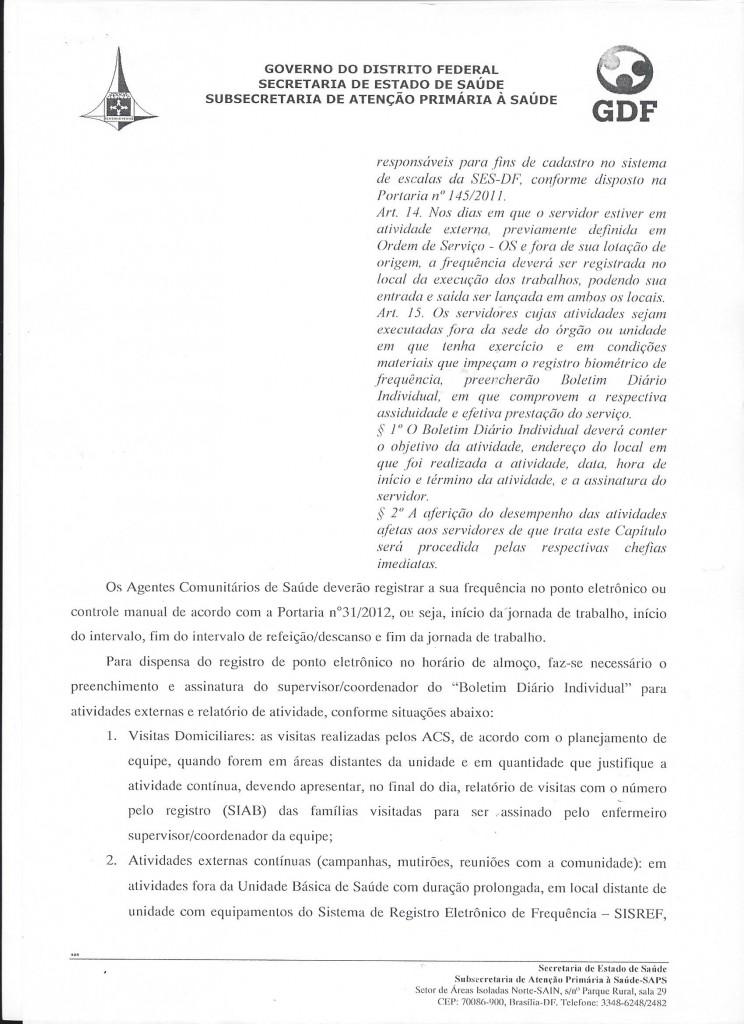 GOVERNO DO DISTRITO FEDERAL
SECRETARIA DE ESTADO DE SAÚDE
SUBSECRETARIA DE ATENÇÃO PRIMÁRIA À SAÚDE
GDF
responsáveis para fins de cadastro no sistema
de escalas da SES-DF, conforme disposto na
Portaria nº 145/2011.
Art. 14. Nos dias em que o servidor estiver em
atividade externa, previamente definida em
Ordem de Serviço - OS e fora de sua lotação de
origem, a frequência deverá ser registrada no
local da execução dos trabalhos, podendo sua
entrada e saída ser lançada em ambos os locais.
Art. 15. Os servidores cujas atividades sejam
executadas fora da sede do órgão ou unidade
em que tenha exercício e em condições
materiais que impeçam o registro biométrico de
frequência, preencherão Boletim Diário
Individual, em que comprovem a respectiva
assiduidade e efetiva prestação do serviço.
§ 1º O Boletim Diário Individual deverá conter
o objetivo da atividade, endereço do local em
que foi realizada a atividade, data, hora de
início e término da atividade, e a assinatura do
servidor.
§ 2º A aferição do desempenho das atividades
afetas aos servidores de que trata este Capítulo
será procedida pelas respectivas chefias
imediatas.
Os Agentes Comunitários de Saúde deverão registrar a sua frequência no ponto eletrônico ou
controle manual de acordo com a Portaria n°31/2012, ou seja, início da jornada de trabalho, início
do intervalo, fim do intervalo de refeição/descanso e fim da jornada de trabalho.
Para dispensa do registro de ponto eletrônico no horário de almoço, faz-se necessário o
preenchimento e assinatura do supervisor/coordenador do “Boletim Diário Individual” para
atividades externas e relatório de atividade, conforme situações abaixo:
1. Visitas Domiciliares: as visitas realizadas pelos ACS, de acordo com o planejamento de
equipe, quando forem em áreas distantes da unidade e em quantidade que justifique a
atividade contínua, devendo apresentar, no final do dia, relatório de visitas com o número
pelo registro (SIAB) das famílias visitadas para ser assinado pelo enfermeiro
supervisor/coordenador da equipe;
2. Atividades externas contínuas (campanhas, mutirões, reuniões com a comunidade): em
atividades fora da Unidade Básica de Saúde com duração prolongada, em local distante de
unidade com equipamentos do Sistema de Registro Eletrônico de Frequência – SISREF,
Secretaria de Estado de Saúde
Subsecretaria de Atenção Primária à Saúde-SAPS
Setor de Áreas Isoladas Norte-SAIN, s/nº Parque Rural, sala 29
CEP: 70086-900, Brasília-DF. Telefone: 3348-6248/2482